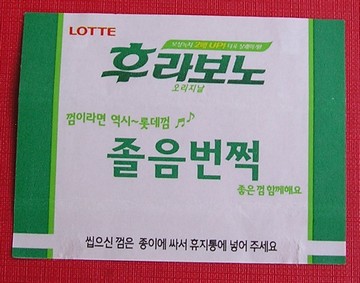 LOTTE
후라보노
오리지날
껌이라면 역시~롯데껌
졸음번쩍
좋은껌 함께해요
씹으신 껌은 종이에 싸서 휴지통에 넣어 주세요